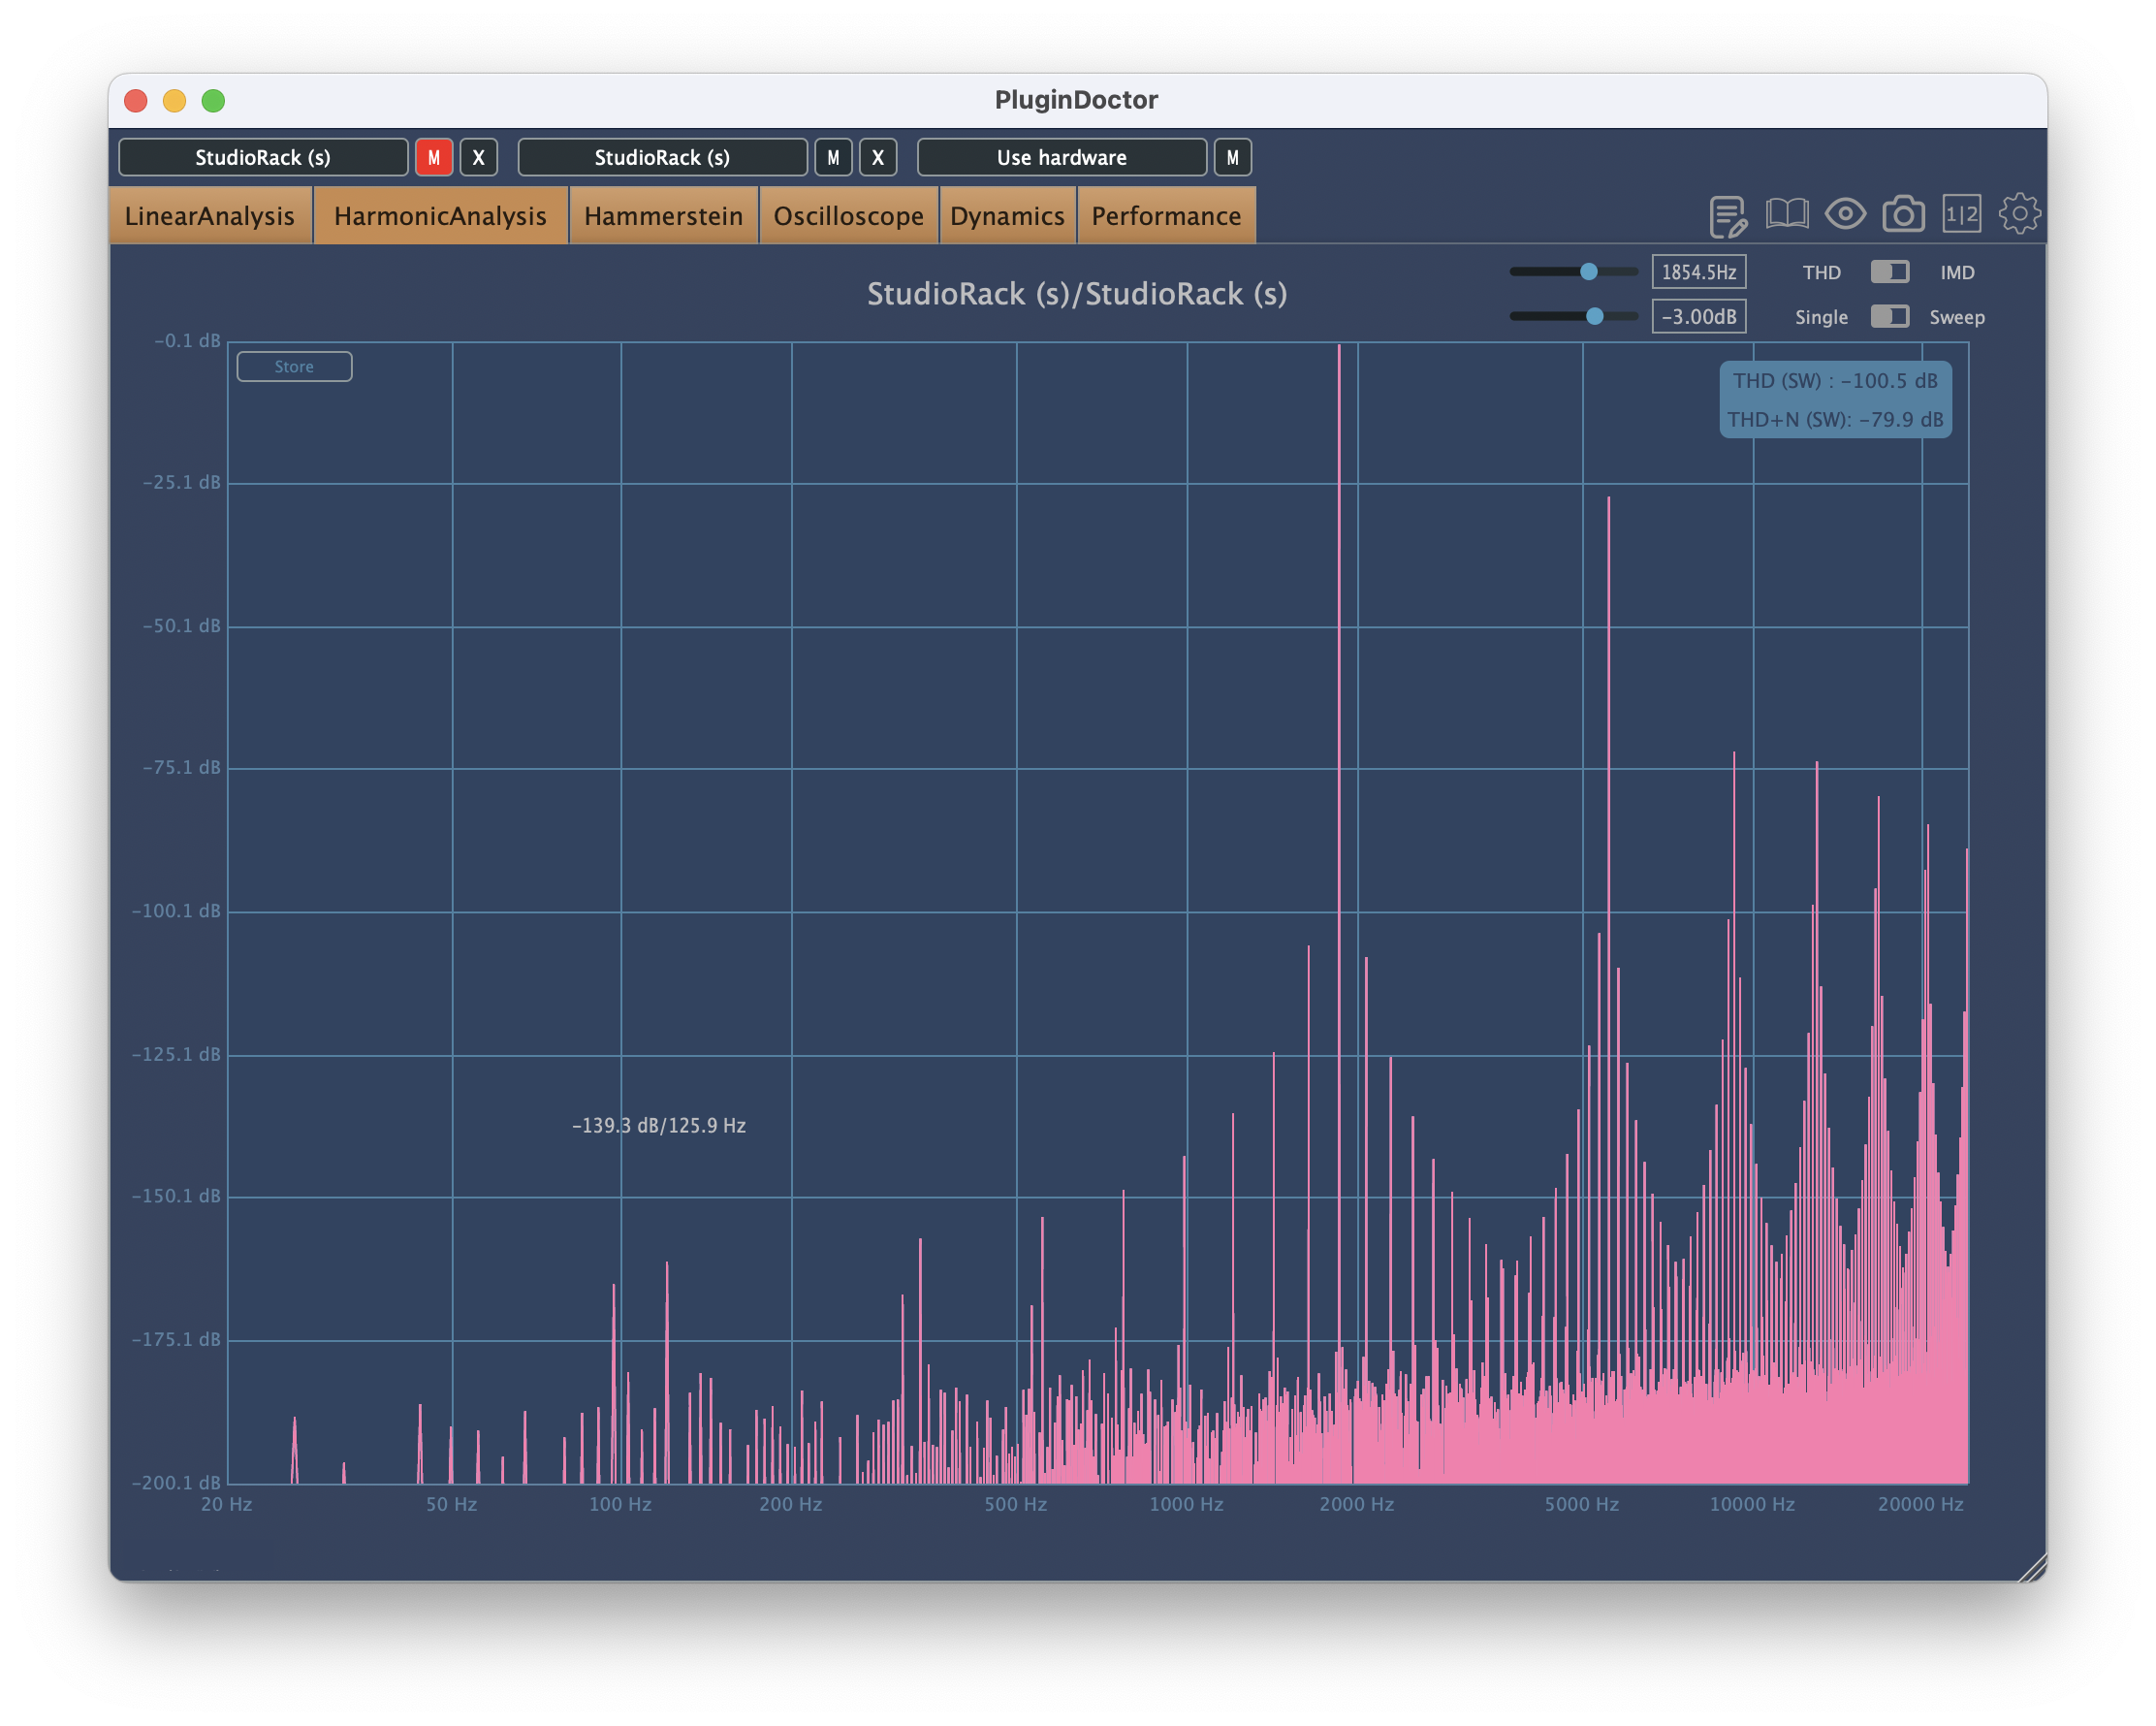 PluginDoctor
StudioRack (s) M X StudioRack (s) M X Use hardware M
LinearAnalysis HarmonicAnalysis Hammerstein Oscilloscope Dynamics Performance
1|2
1854.5Hz THD IMD
StudioRack (s)/StudioRack (s)
-3.00dB Single Sweep
-0.1 dB
Store
THD (SW) : -100.5 dB
THD+N (SW): -79.9 dB
-25.1 dB
-50.1 dB
-75.1 dB
-100.1 dB
-125.1 dB
-139.3 dB/125.9 Hz
-150.1 dB
-175.1 dB
-200.1 dB
20 Hz 50 Hz 100 Hz 200 Hz 500 Hz 1000 Hz 2000 Hz 5000 Hz 10000 Hz 20000 Hz